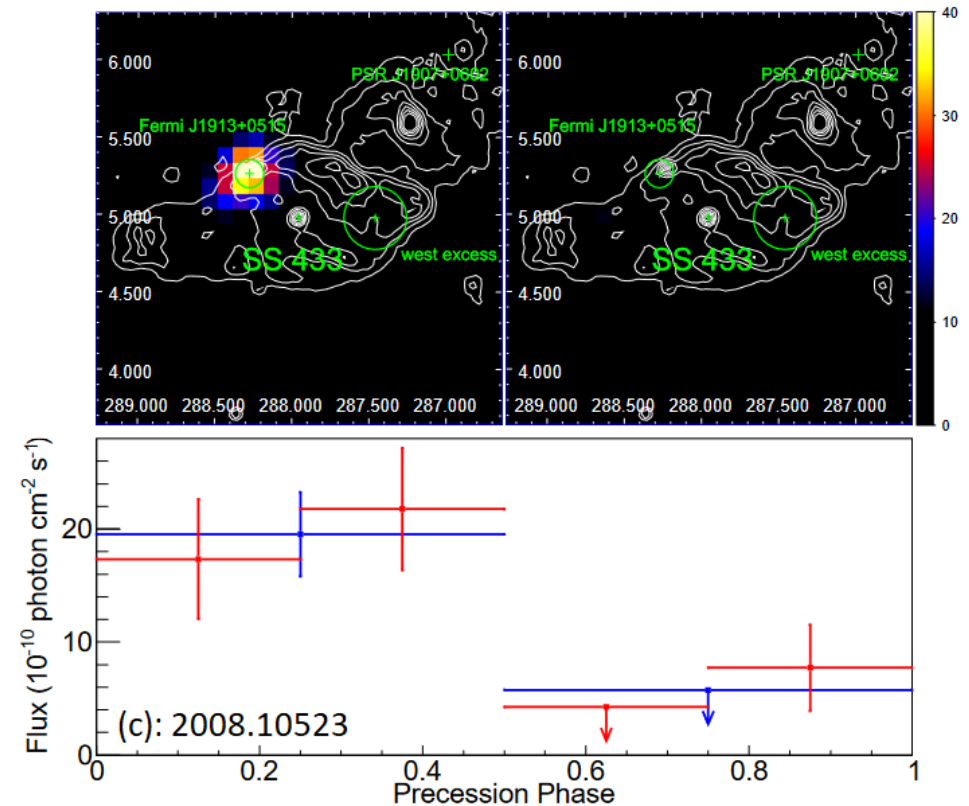 6.000
5.500
5.000
4.500
4.000
289.000 288.500 288.000 287.500 287.000
PSR J1907+0602
Fermi J1913+0515
SS 433
west excess
PSR J1907+0602
Fermi J1913+0515
SS 433
west excess
6.000
5.500
5.000
4.500
4.000
289.000 288.500 288.000 287.500 287.000
40
30
20
10
0
Flux (10⁻¹⁰ photon cm⁻² s⁻¹)
20
10
0
(c): 2008.10523
0 0.2 0.4 0.6 0.8 1
Precession Phase